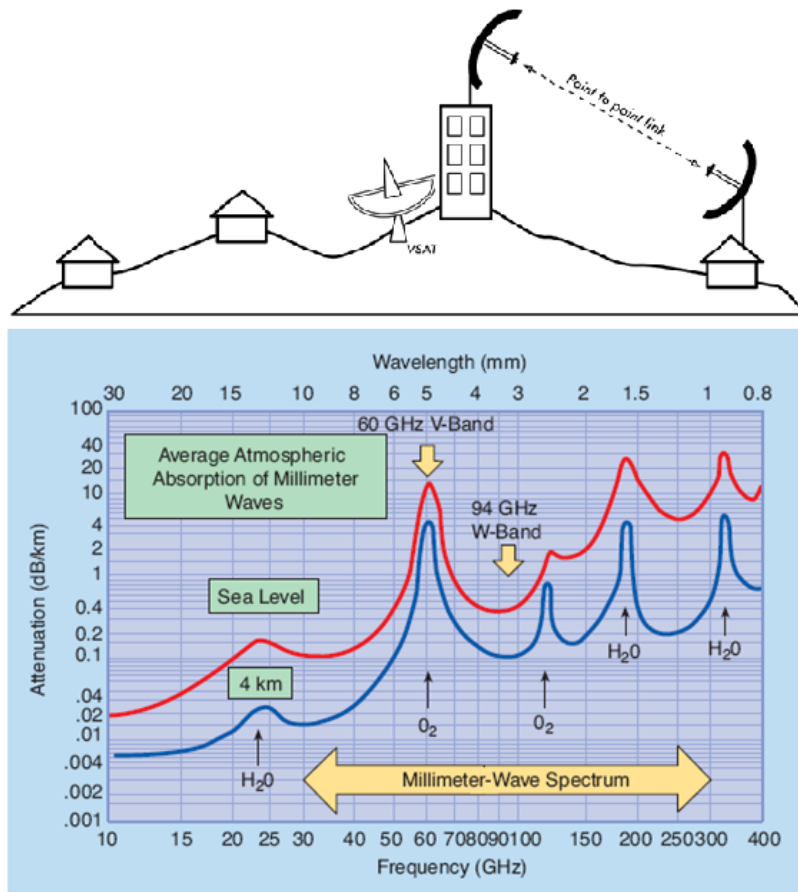 Point to point link
VSAT
Wavelength (mm)
30 20 15 10 8 6 5 4 3 2 1.5 1 0.8
60 GHz V-Band
Average Atmospheric
Absorption of Millimeter
Waves
94 GHz
W-Band
Sea Level
4 km
H₂0
0₂
0₂
H₂0
H₂0
Millimeter-Wave Spectrum
Attenuation (dB/km)
100
40
20
10
4
2
1
0.4
0.2
0.1
.04
.02
.01
.004
.002
.001
10 15 20 25 30 40 50 60 708090100 150 200 250300 400
Frequency (GHz)